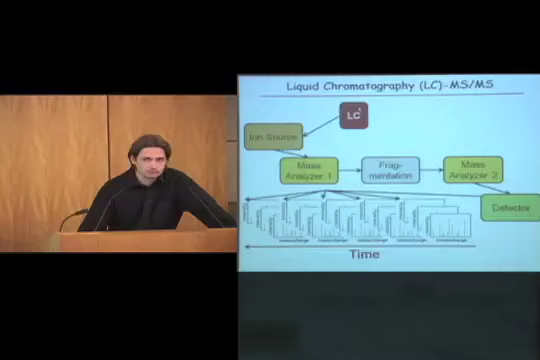 Liquid Chromatography (LC)-MS/MS
LC
Ion Source
Mass
Analyzer 1
Frag-
mentation
Mass
Analyzer 2
Detector
Time